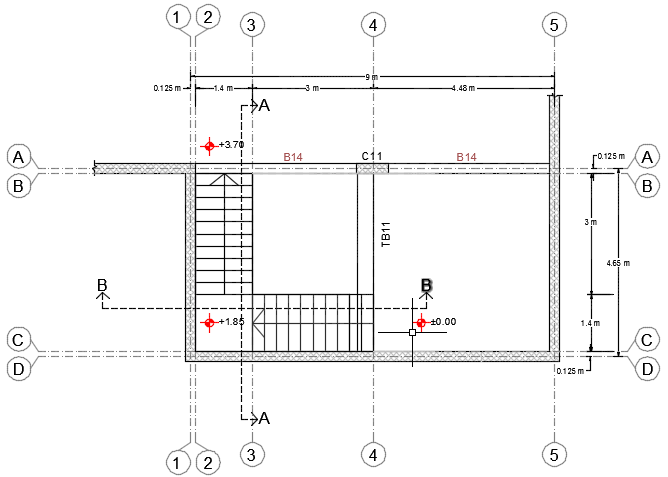 1 2 3 4 5
9 m
0.125 m 1.4 m 3 m 4.48 m
A
+3.70
B14 C11 B14
A A
0.125 m
B B
3 m
TB11
4.65 m
B B
+1.85 ±0.00
1.4 m
C C
D D
0.125 m
A
1 2 3 4 5